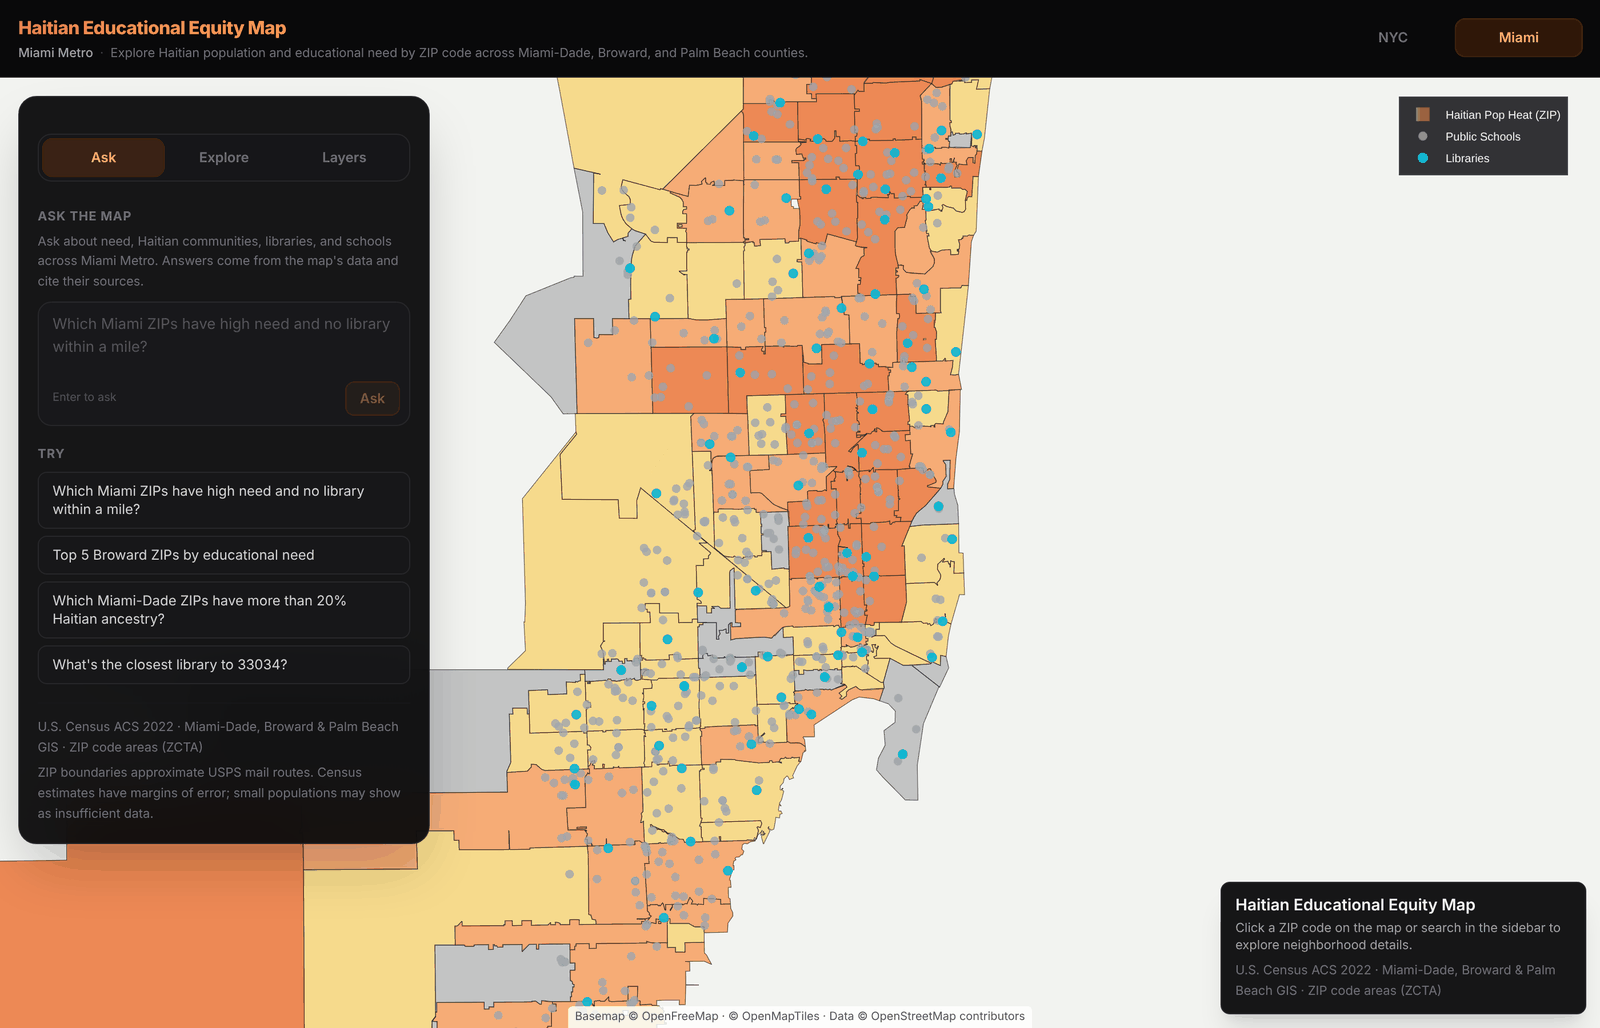 Haitian Educational Equity Map
Miami Metro · Explore Haitian population and educational need by ZIP code across Miami-Dade, Broward, and Palm Beach counties.
NYC
Miami
Ask
Explore
Layers
ASK THE MAP
Ask about need, Haitian communities, libraries, and schools
across Miami Metro. Answers come from the map's data and
cite their sources.
Which Miami ZIPs have high need and no library
within a mile?
Enter to ask
Ask
TRY
Which Miami ZIPs have high need and no library
within a mile?
Top 5 Broward ZIPs by educational need
Which Miami-Dade ZIPs have more than 20%
Haitian ancestry?
What's the closest library to 33034?
U.S. Census ACS 2022 · Miami-Dade, Broward & Palm Beach
GIS · ZIP code areas (ZCTA)
ZIP boundaries approximate USPS mail routes. Census
estimates have margins of error; small populations may show
as insufficient data.
Haitian Pop Heat (ZIP)
Public Schools
Libraries
Haitian Educational Equity Map
Click a ZIP code on the map or search in the sidebar to
explore neighborhood details.
U.S. Census ACS 2022 · Miami-Dade, Broward & Palm
Beach GIS · ZIP code areas (ZCTA)
Basemap © OpenFreeMap · © OpenMapTiles · Data © OpenStreetMap contributors